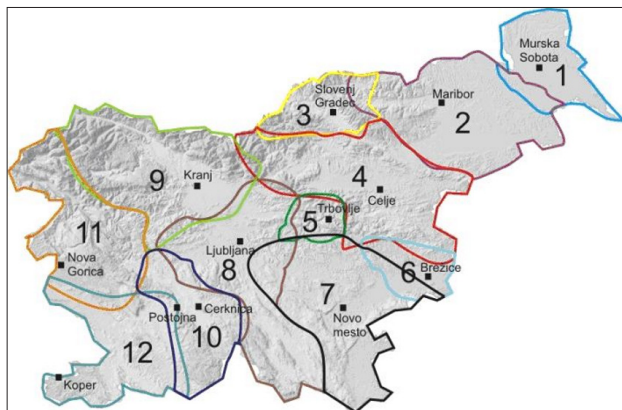 Murska
Sobota
1
Slovenj
Gradec
3
Maribor
2
9
Kranj
4
Celje
5
Trbovlje
11
Ljubljana
8
Nova
Gorica
6
Brežice
7
Postojna
Cerknica
10
Novo
mesto
12
Koper